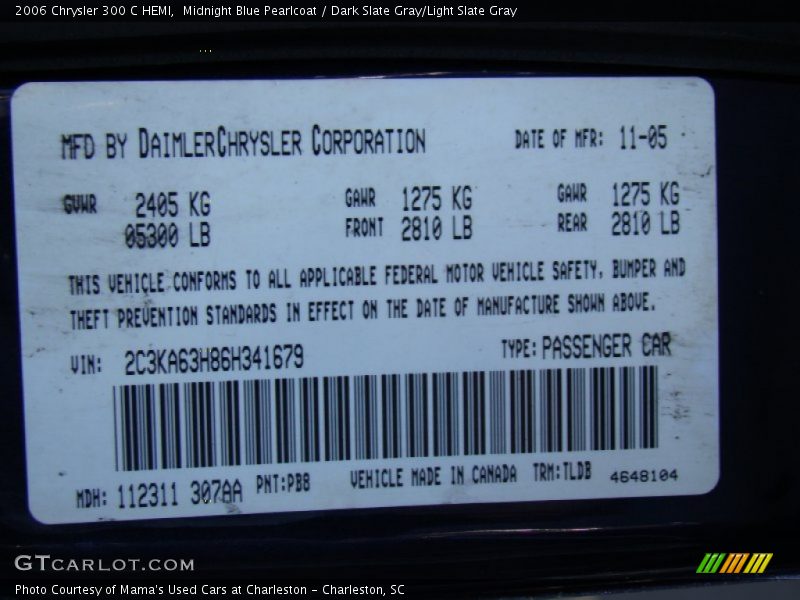 2006 Chrysler 300 C HEMI,  Midnight Blue Pearlcoat / Dark Slate Gray/Light Slate Gray
MFD BY DAIMLERCHRYSLER CORPORATION DATE OF MFR: 11-05
GVWR 2405 KG GAWR 1275 KG GAWR 1275 KG
05300 LB FRONT 2810 LB REAR 2810 LB
THIS VEHICLE CONFORMS TO ALL APPLICABLE FEDERAL MOTOR VEHICLE SAFETY, BUMPER AND
THEFT PREVENTION STANDARDS IN EFFECT ON THE DATE OF MANUFACTURE SHOWN ABOVE.
VIN: 2C3KA63H86H341679 TYPE: PASSENGER CAR
MDH: 112311 307AA PNT:PB8 VEHICLE MADE IN CANADA TRM:TLDB 4648104
GTCARLOT.COM
Photo Courtesy of Mama's Used Cars at Charleston - Charleston, SC